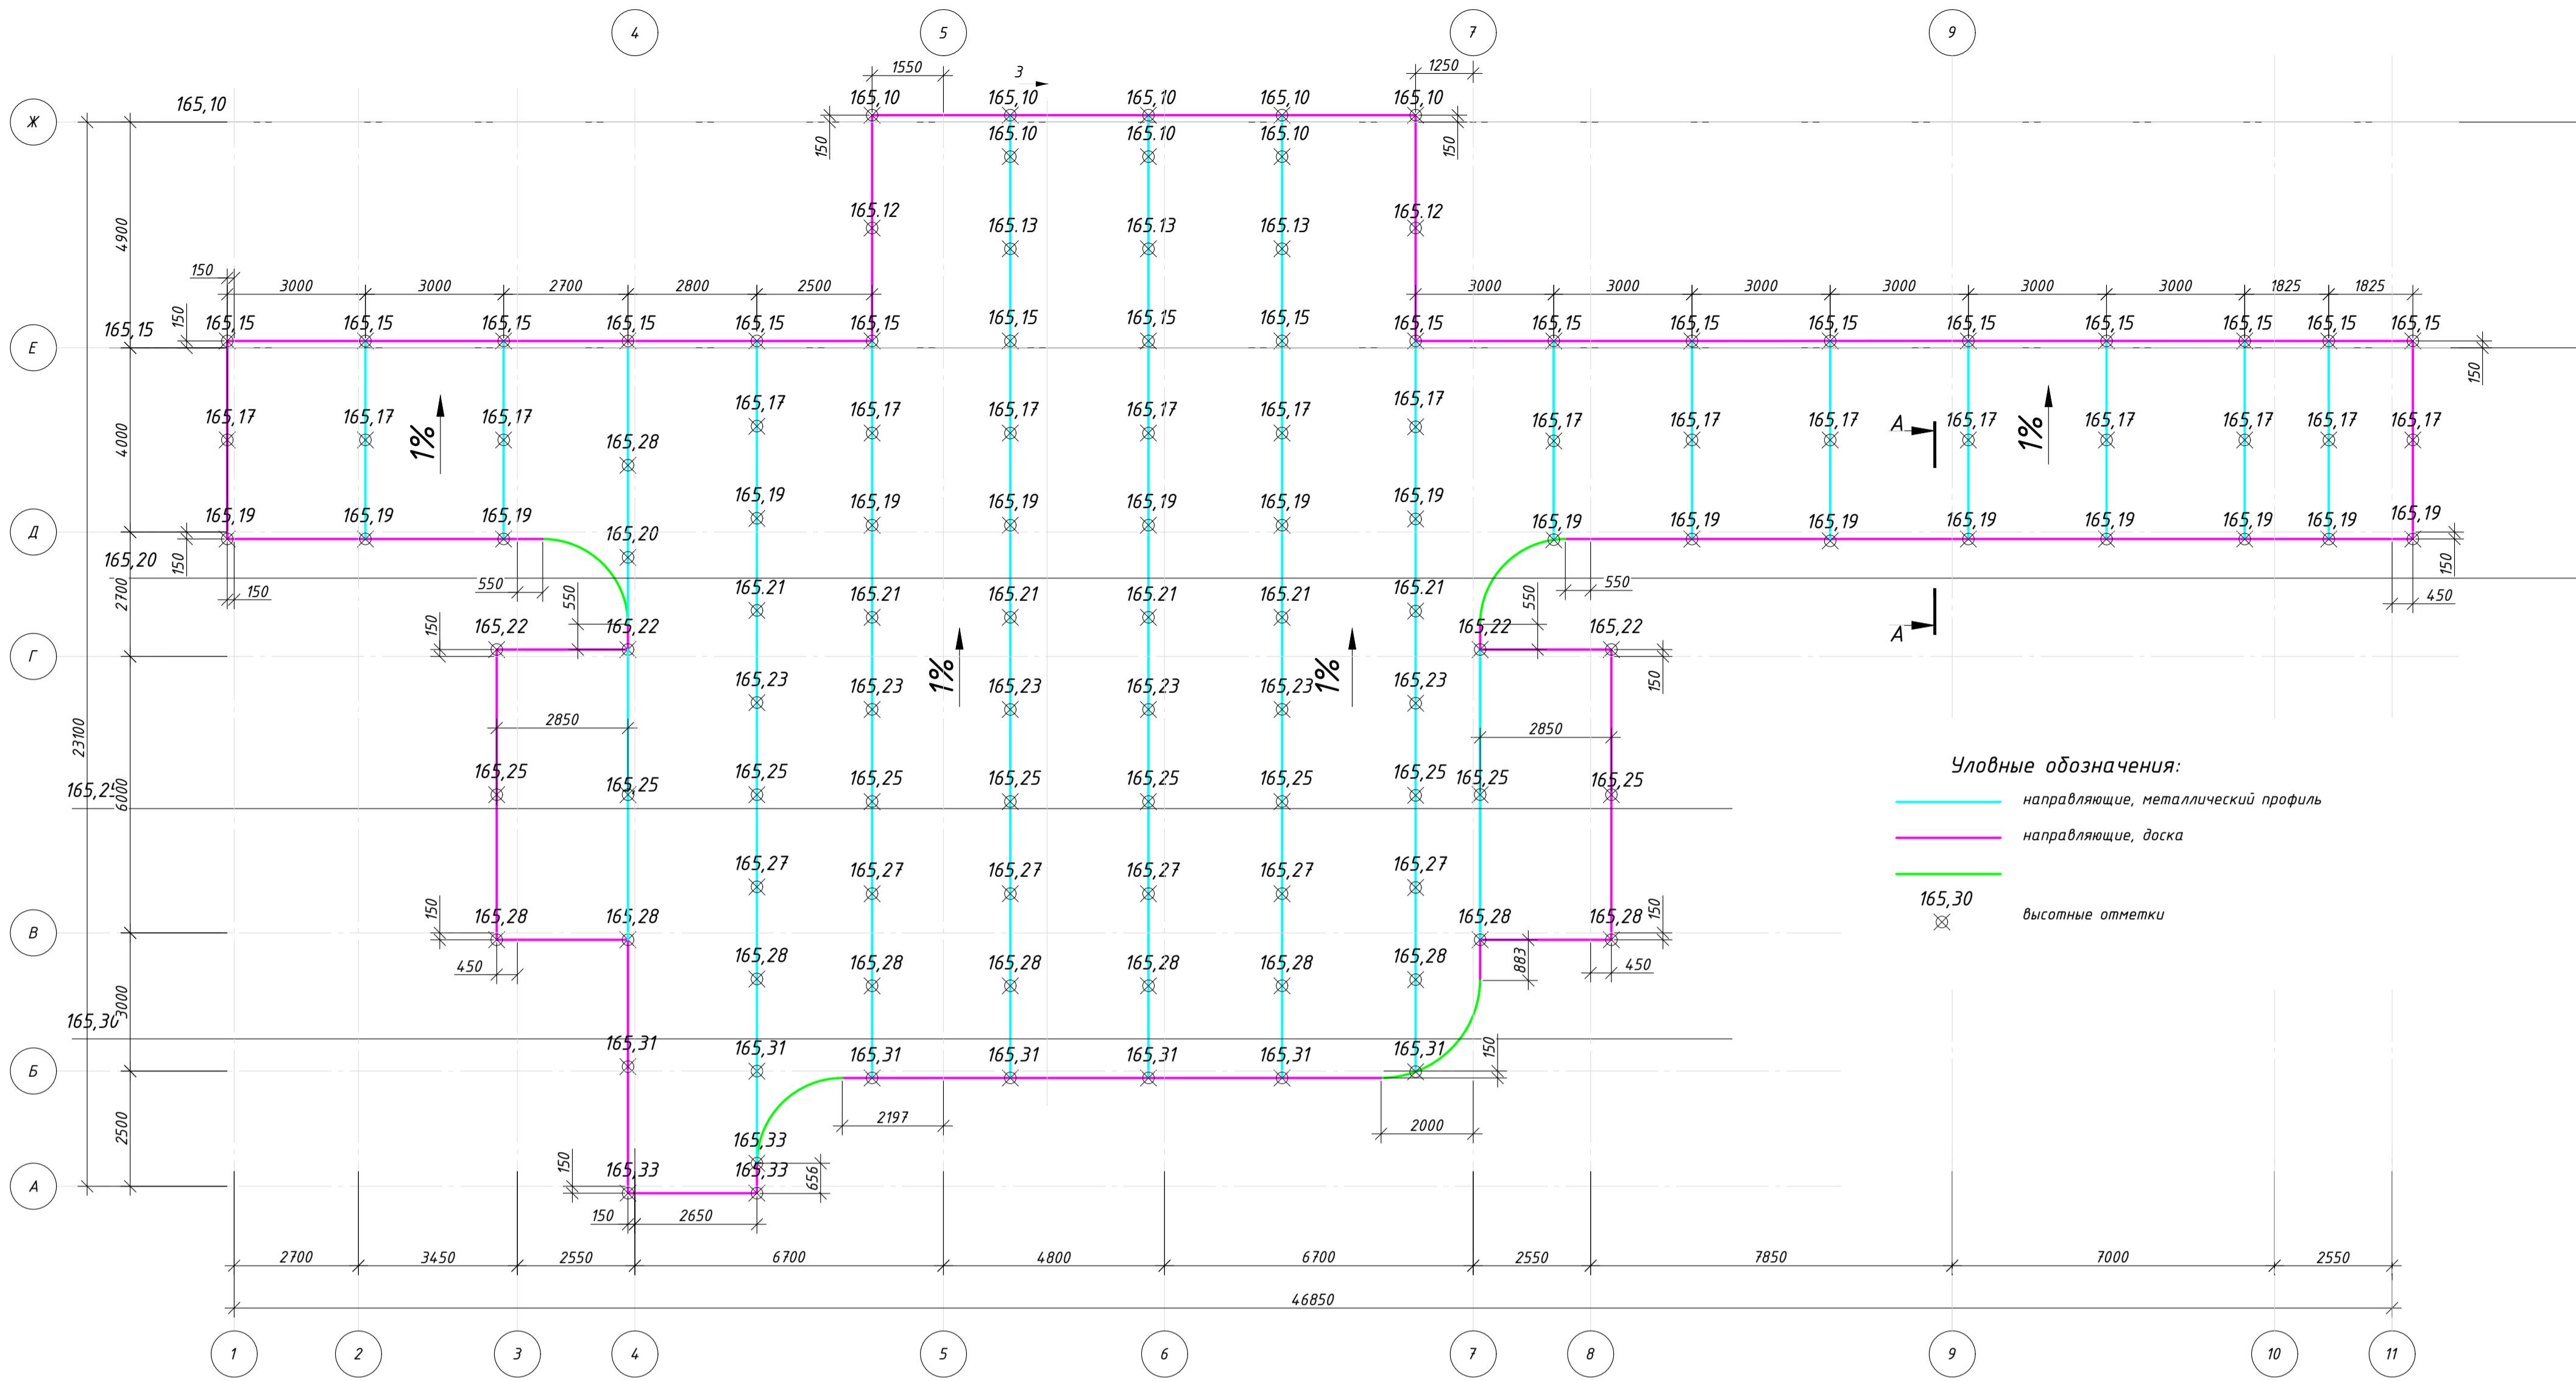 4 5 7 9
1550 3 1250
165,10 165,10 165,10 165,10 165,10 165,10
Ж
150 165.10 165.10 165.10 150
4900 165.12 165.13 165.13 165.13 165.12
150
3000 3000 2700 2800 2500 3000 3000 3000 3000 3000 3000 1825 1825
150
165,15 165,15 165,15 165,15 165,15 165,15 165,15 165,15 165,15 165,15 165,15 165,15 165,15 165,15 165,15 165,15 165,15 165,15 165,15
Е
150
165,17 165,17 165,17 165,17 165,17 165,17 165,17 165,17 165,17
4000 1% 165,28 165,17 165,17 165,17 165,17 А 165,17 1% 165,17 165,17 165,17 165,17
165,19 165,19 165,19 165,19 165,19 165,19 165,19 165,19 165,19 165,19 165,19 165,19 165,19 165,19 165,19 165,19 165,19
Д
165,20 150 165,20 150
2700 150 550 550 165.21 165.21 165.21 165.21 165.21 165.21 550 550 450
150 165,22 165,22 165,22 165,22 А
Г
1% 1% 150
165,23 165,23 165,23 165,23 165,23 165,23
23100 2850 2850
Уловные обозначения:
165,25 6000 165,25 165,25 165,25 165,25 165,25 165,25 165,25 165,25 165,25 165,25
направляющие, металлический профиль
направляющие, доска
165,27 165,27 165,27 165,27 165,27 165,27
165,30
высотные отметки
150 165,28 165,28 165,28 165,28 150
В
450 165,28 165,28 165,28 165,28 165,28 165,28 883 450
165,30 3000
165,31 165,31 165,31 165,31 165,31 165,31 165,31 150
Б
2500 2197 2000
165,33
150 165,33 165,33 656
А
150 2650
2700 3450 2550 6700 4800 6700 2550 7850 7000 2550
46850
1 2 3 4 5 6 7 8 9 10 11